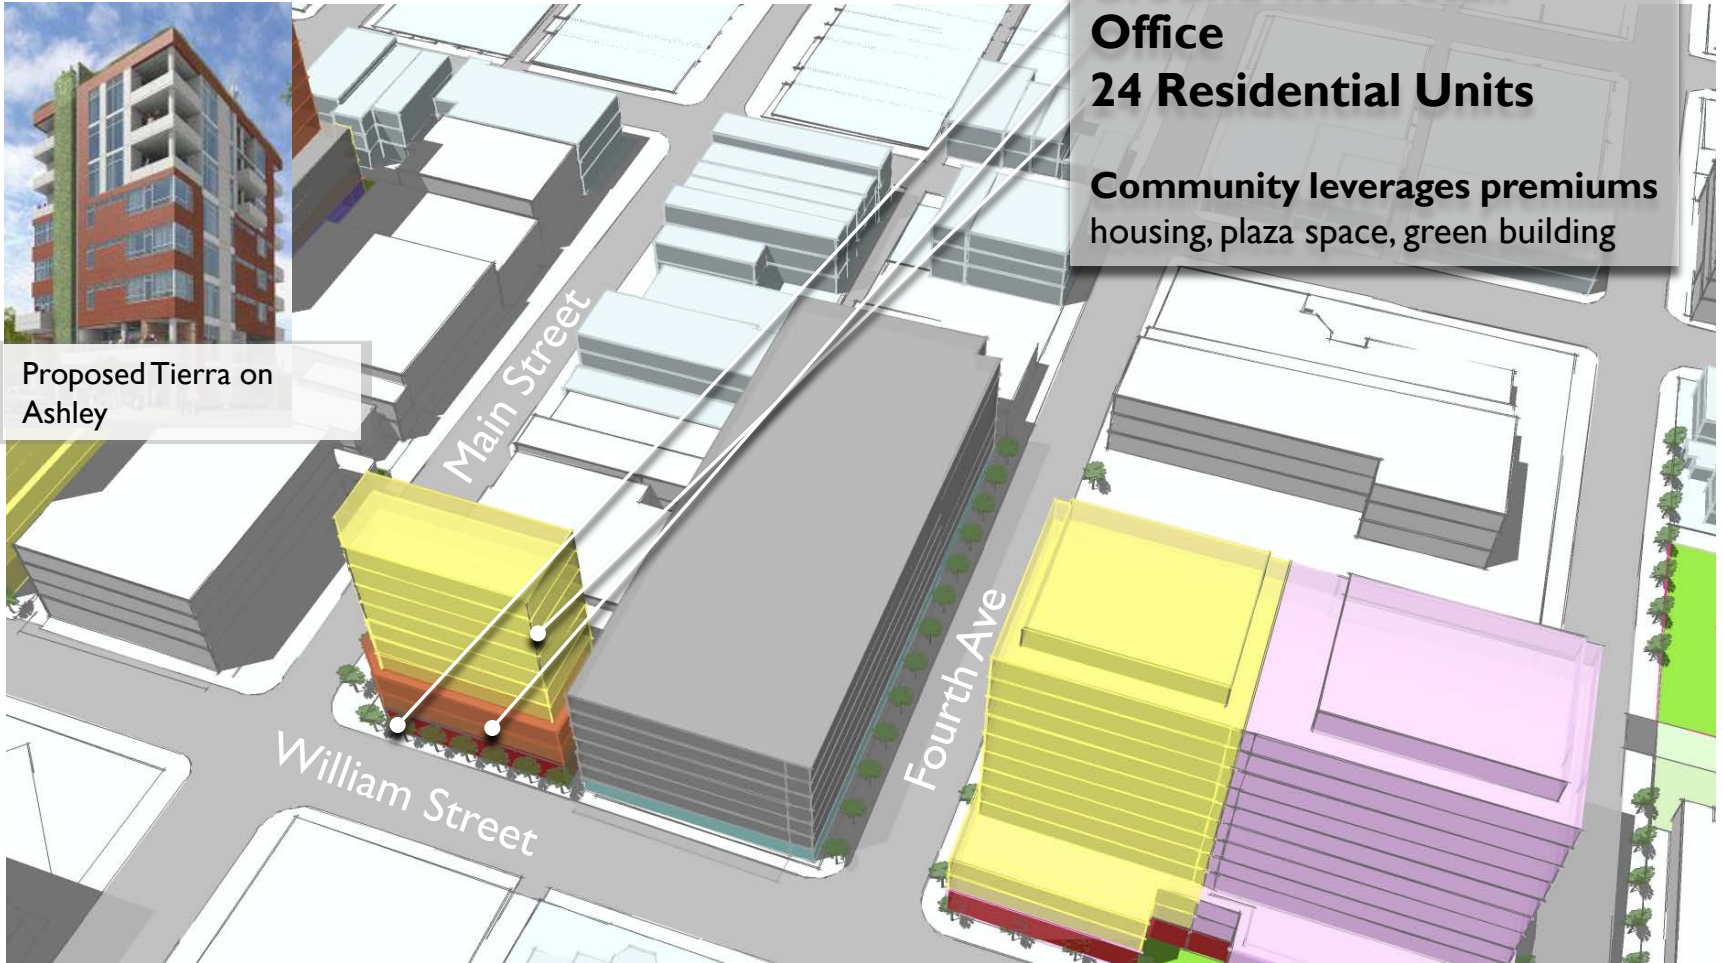 Office
24 Residential Units
Community leverages premiums
housing, plaza space, green building
Proposed Tierra on
Ashley
Main Street
Fourth Ave
William Street